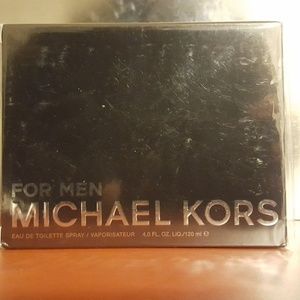 FOR MEN
MICHAEL KORS
EAU DE TOILETTE SPRAY / VAPORISATEUR 4.0 FL. OZ. LIQ./120 ml ℮